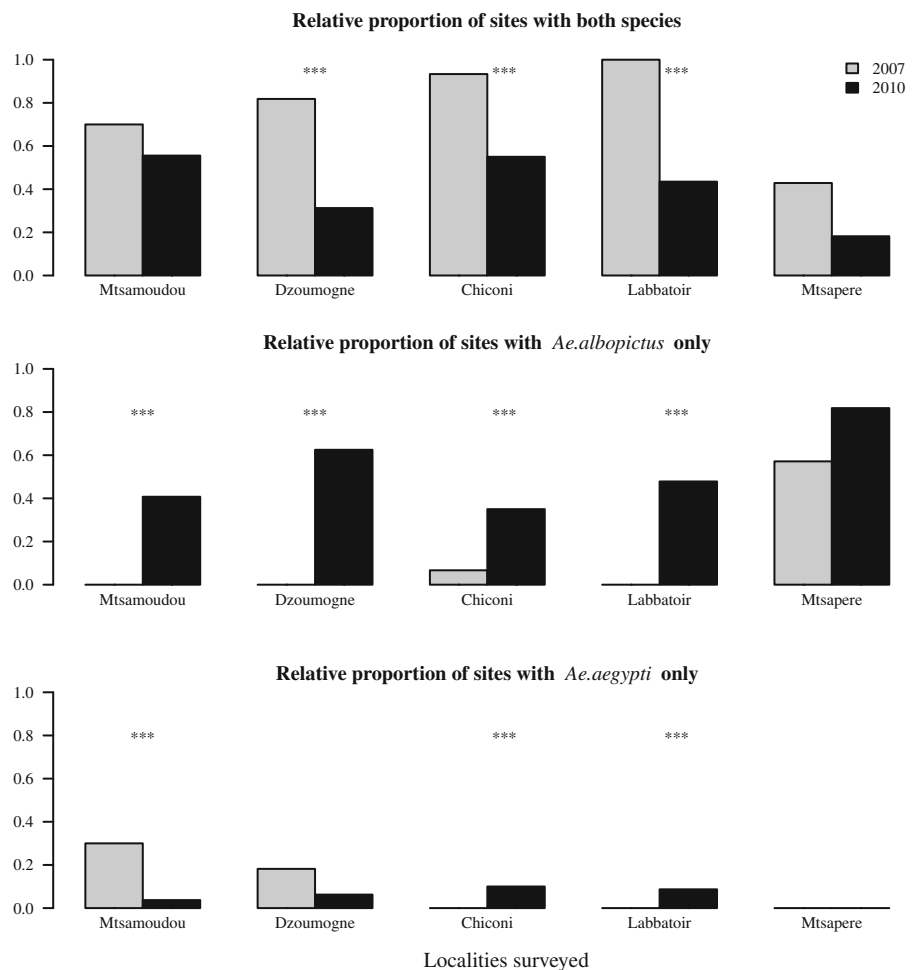 Relative proportion of sites with both species
1.0
0.8
0.6
0.4
0.2
0.0
*** *** ***
2007
2010
Mtsamoudou Dzoumogne Chiconi Labbatoir Mtsapere
Relative proportion of sites with Ae.albopictus only
1.0
0.8
0.6
0.4
0.2
0.0
*** *** *** ***
Mtsamoudou Dzoumogne Chiconi Labbatoir Mtsapere
Relative proportion of sites with Ae.aegypti only
1.0
0.8
0.6
0.4
0.2
0.0
*** *** ***
Mtsamoudou Dzoumogne Chiconi Labbatoir Mtsapere
Localities surveyed